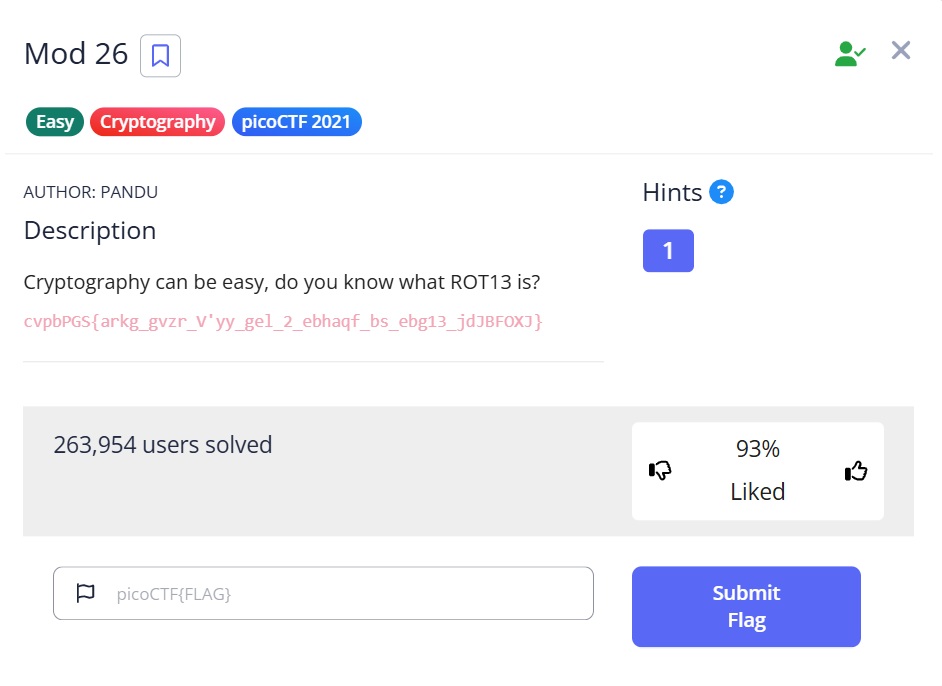 Mod 26
Easy Cryptography picoCTF 2021
AUTHOR: PANDU
Description
Cryptography can be easy, do you know what ROT13 is?
cvpbPGS{arkg_gvzr_V'yy_gel_2_ebhaqf_bs_ebg13_jdJBFOXJ}
Hints ?
1
263,954 users solved
93%
Liked
picoCTF{FLAG}
Submit
Flag